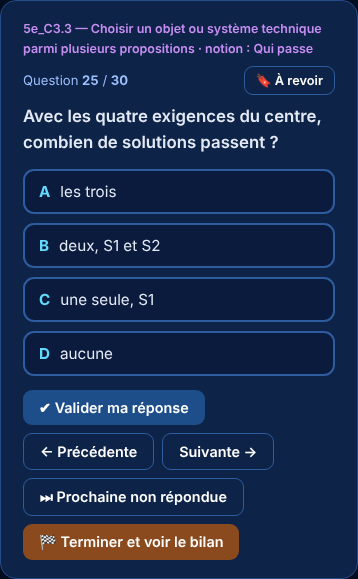 5e_C3.3 — Choisir un objet ou système technique
parmi plusieurs propositions · notion : Qui passe
Question 25 / 30
🔖 À revoir
Avec les quatre exigences du centre,
combien de solutions passent ?
A les trois
B deux, S1 et S2
C une seule, S1
D aucune
✔ Valider ma réponse
← Précédente
Suivante →
⏭ Prochaine non répondue
🏁 Terminer et voir le bilan